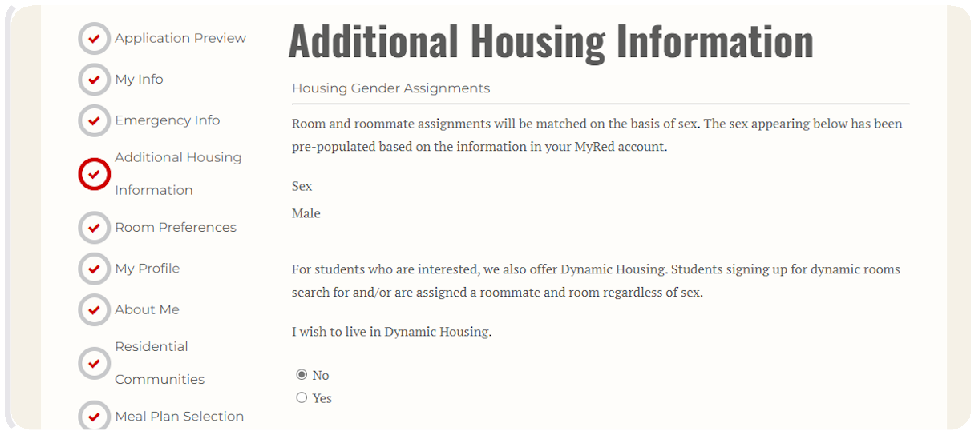 Application Preview
My Info
Emergency Info
Additional Housing
Information
Room Preferences
My Profile
About Me
Residential
Communities
Meal Plan Selection
Additional Housing Information
Housing Gender Assignments
Room and roommate assignments will be matched on the basis of sex. The sex appearing below has been
pre-populated based on the information in your MyRed account.
Sex
Male
For students who are interested, we also offer Dynamic Housing. Students signing up for dynamic rooms
search for and/or are assigned a roommate and room regardless of sex.
I wish to live in Dynamic Housing.
No
Yes